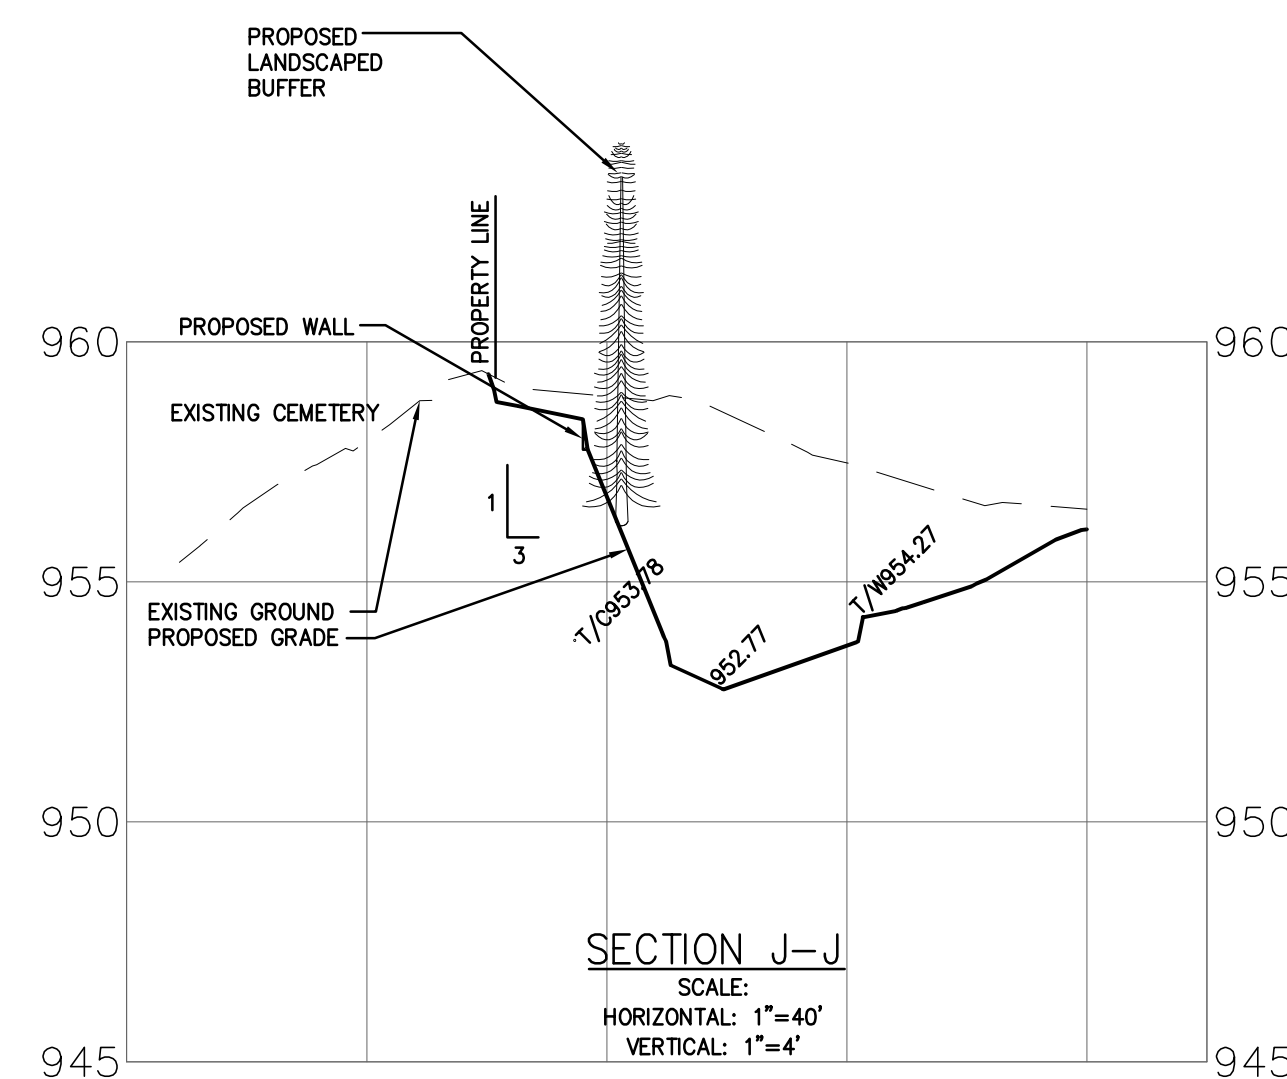 PROPOSED
LANDSCAPED
BUFFER
PROPERTY LINE
PROPOSED WALL
960
960
EXISTING CEMETERY
1
3
T/W954.27
T/C953.78
955
955
EXISTING GROUND
PROPOSED GRADE
952.77
950
950
SECTION J-J
SCALE:
HORIZONTAL: 1"=40'
VERTICAL: 1"=4'
945
945